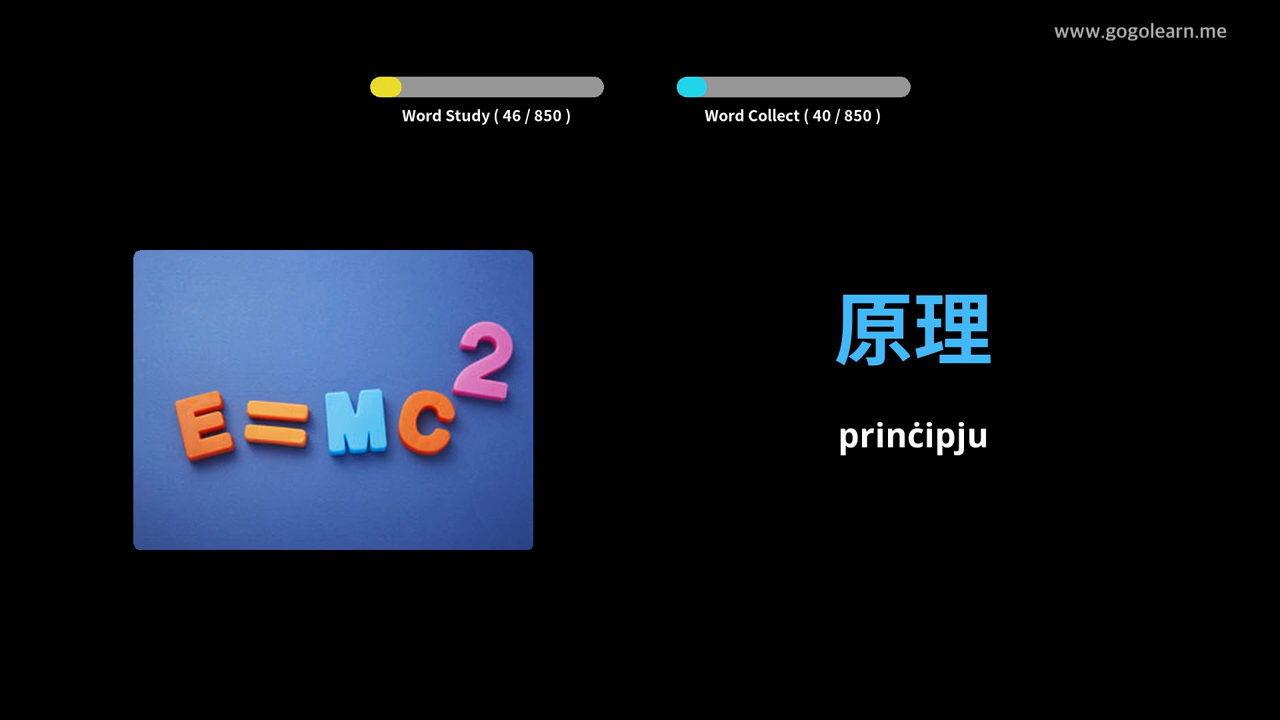 www.gogolearn.me
Word Study ( 46 / 850 )
Word Collect ( 40 / 850 )
E=MC²
原理
prinċipju